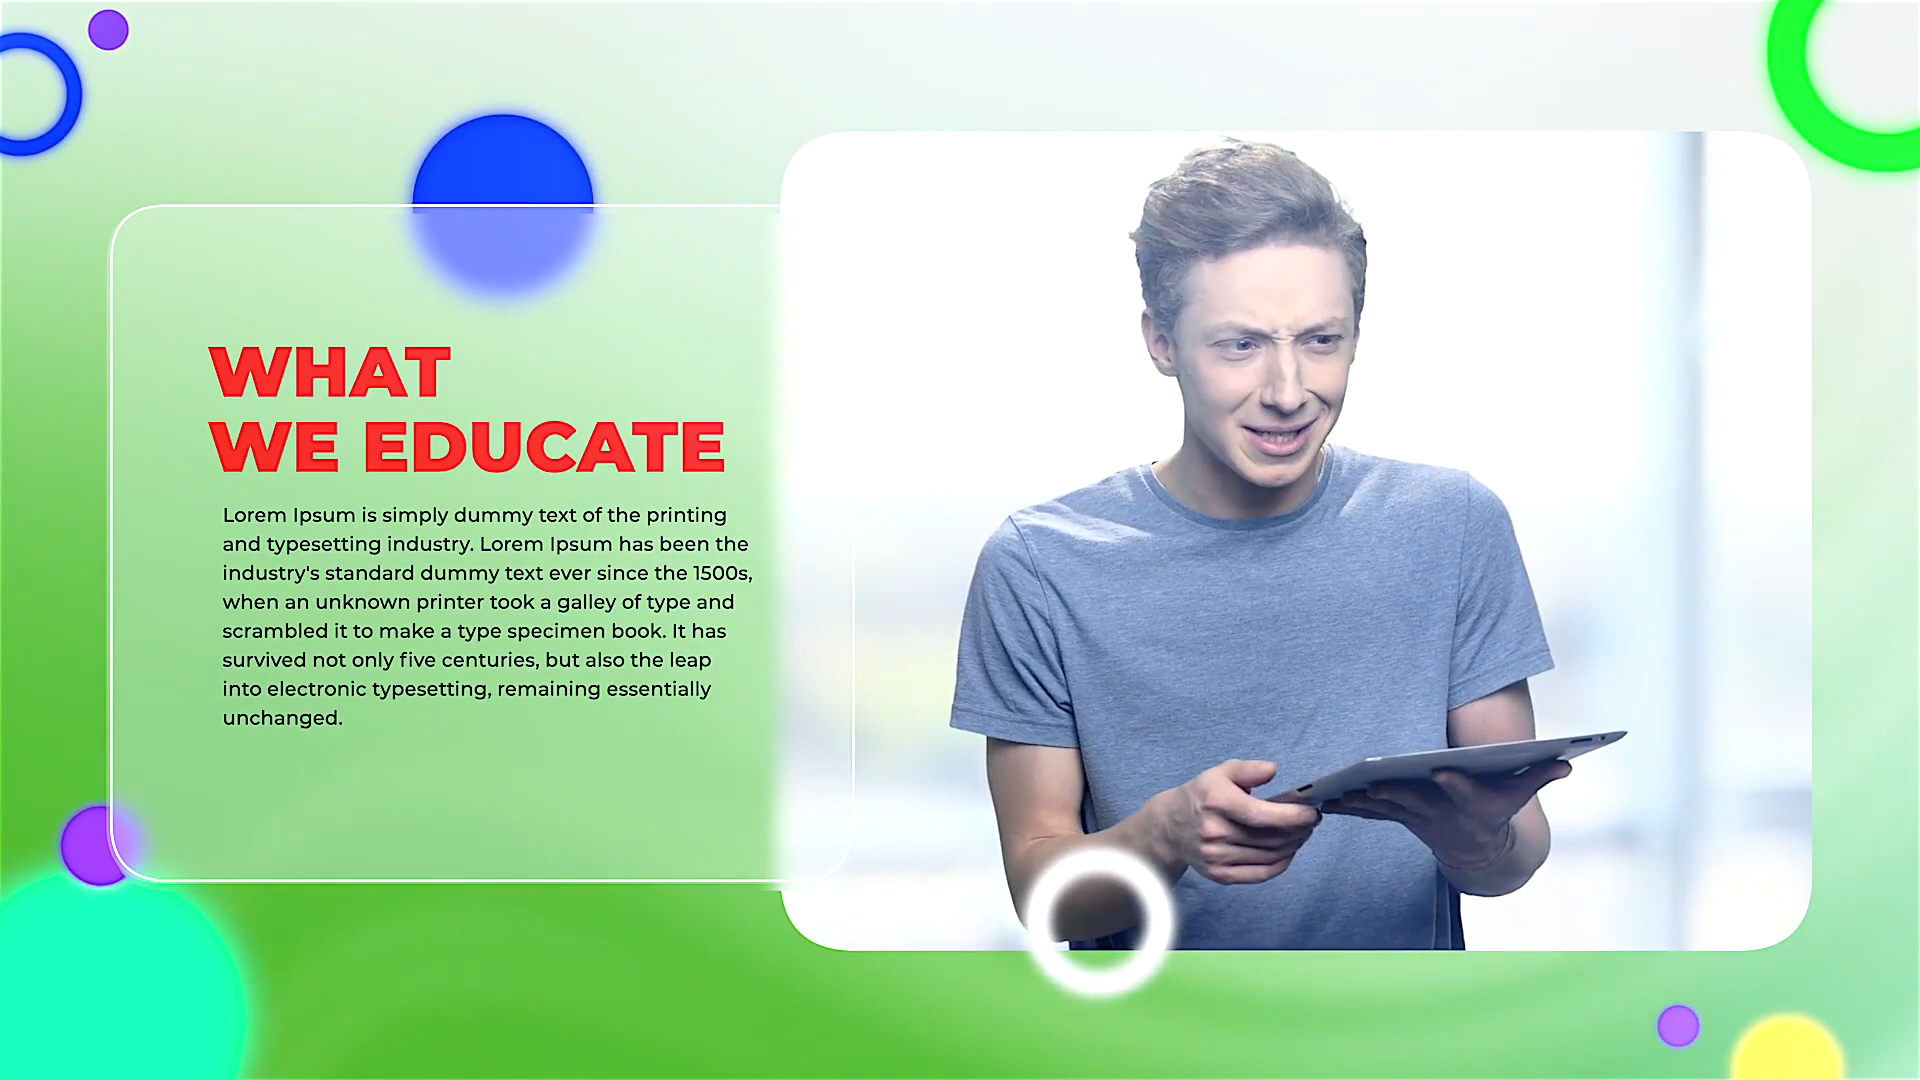 WHAT
WE EDUCATE
Lorem Ipsum is simply dummy text of the printing
and typesetting industry. Lorem Ipsum has been the
industry's standard dummy text ever since the 1500s,
when an unknown printer took a galley of type and
scrambled it to make a type specimen book. It has
survived not only five centuries, but also the leap
into electronic typesetting, remaining essentially
unchanged.